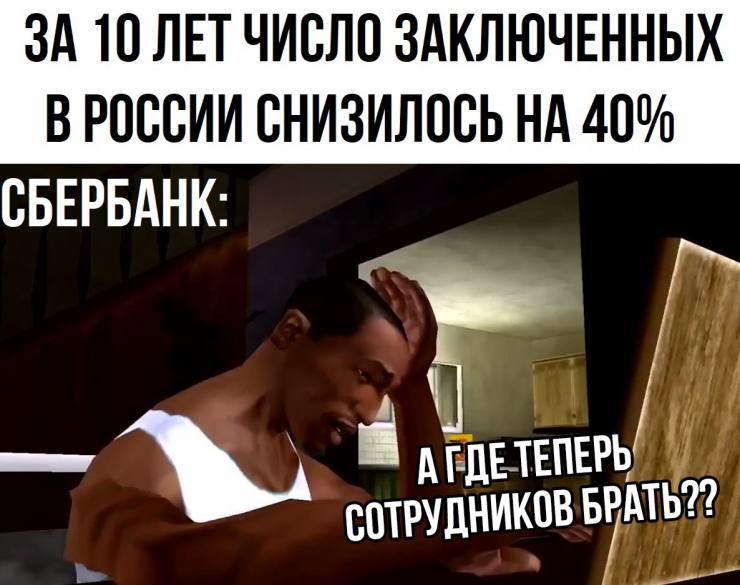 ЗА 10 ЛЕТ ЧИСЛО ЗАКЛЮЧЕННЫХ
В РОССИИ СНИЗИЛОСЬ НА 40%
СБЕРБАНК:
А ГДЕ ТЕПЕРЬ
СОТРУДНИКОВ БРАТЬ??